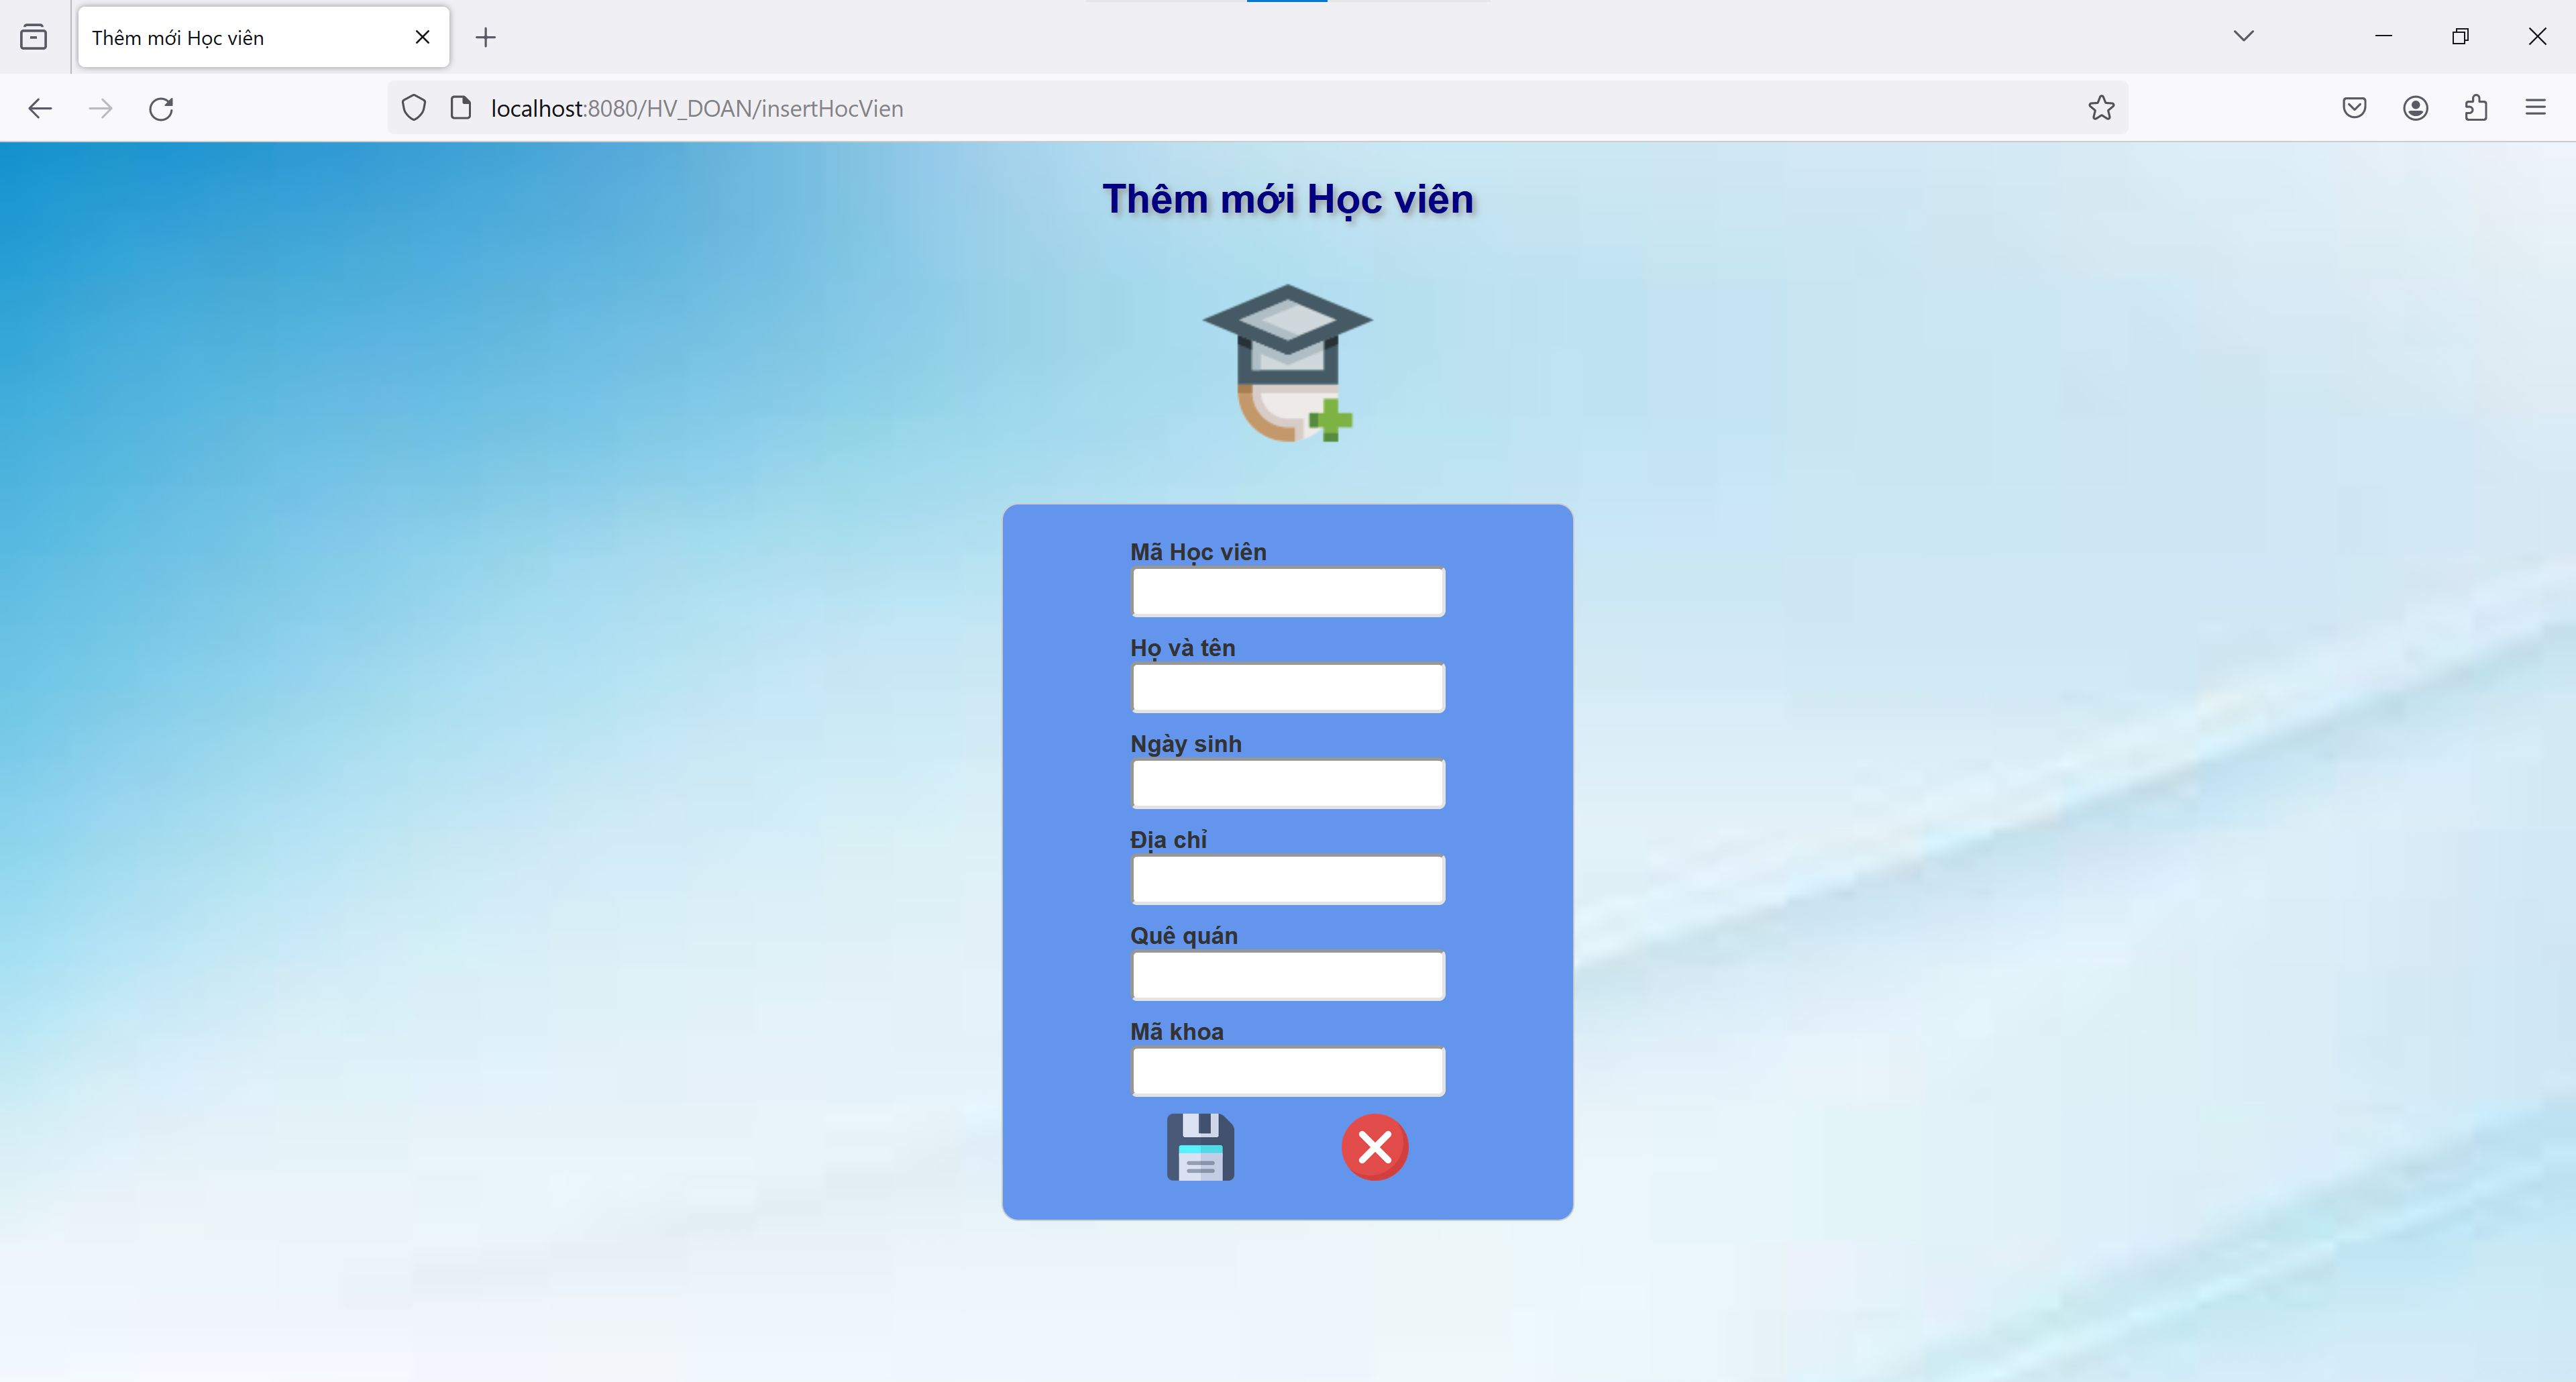 Thêm mới Học viên
localhost:8080/HV_DOAN/insertHocVien
Thêm mới Học viên
Mã Học viên
Họ và tên
Ngày sinh
Địa chỉ
Quê quán
Mã khoa